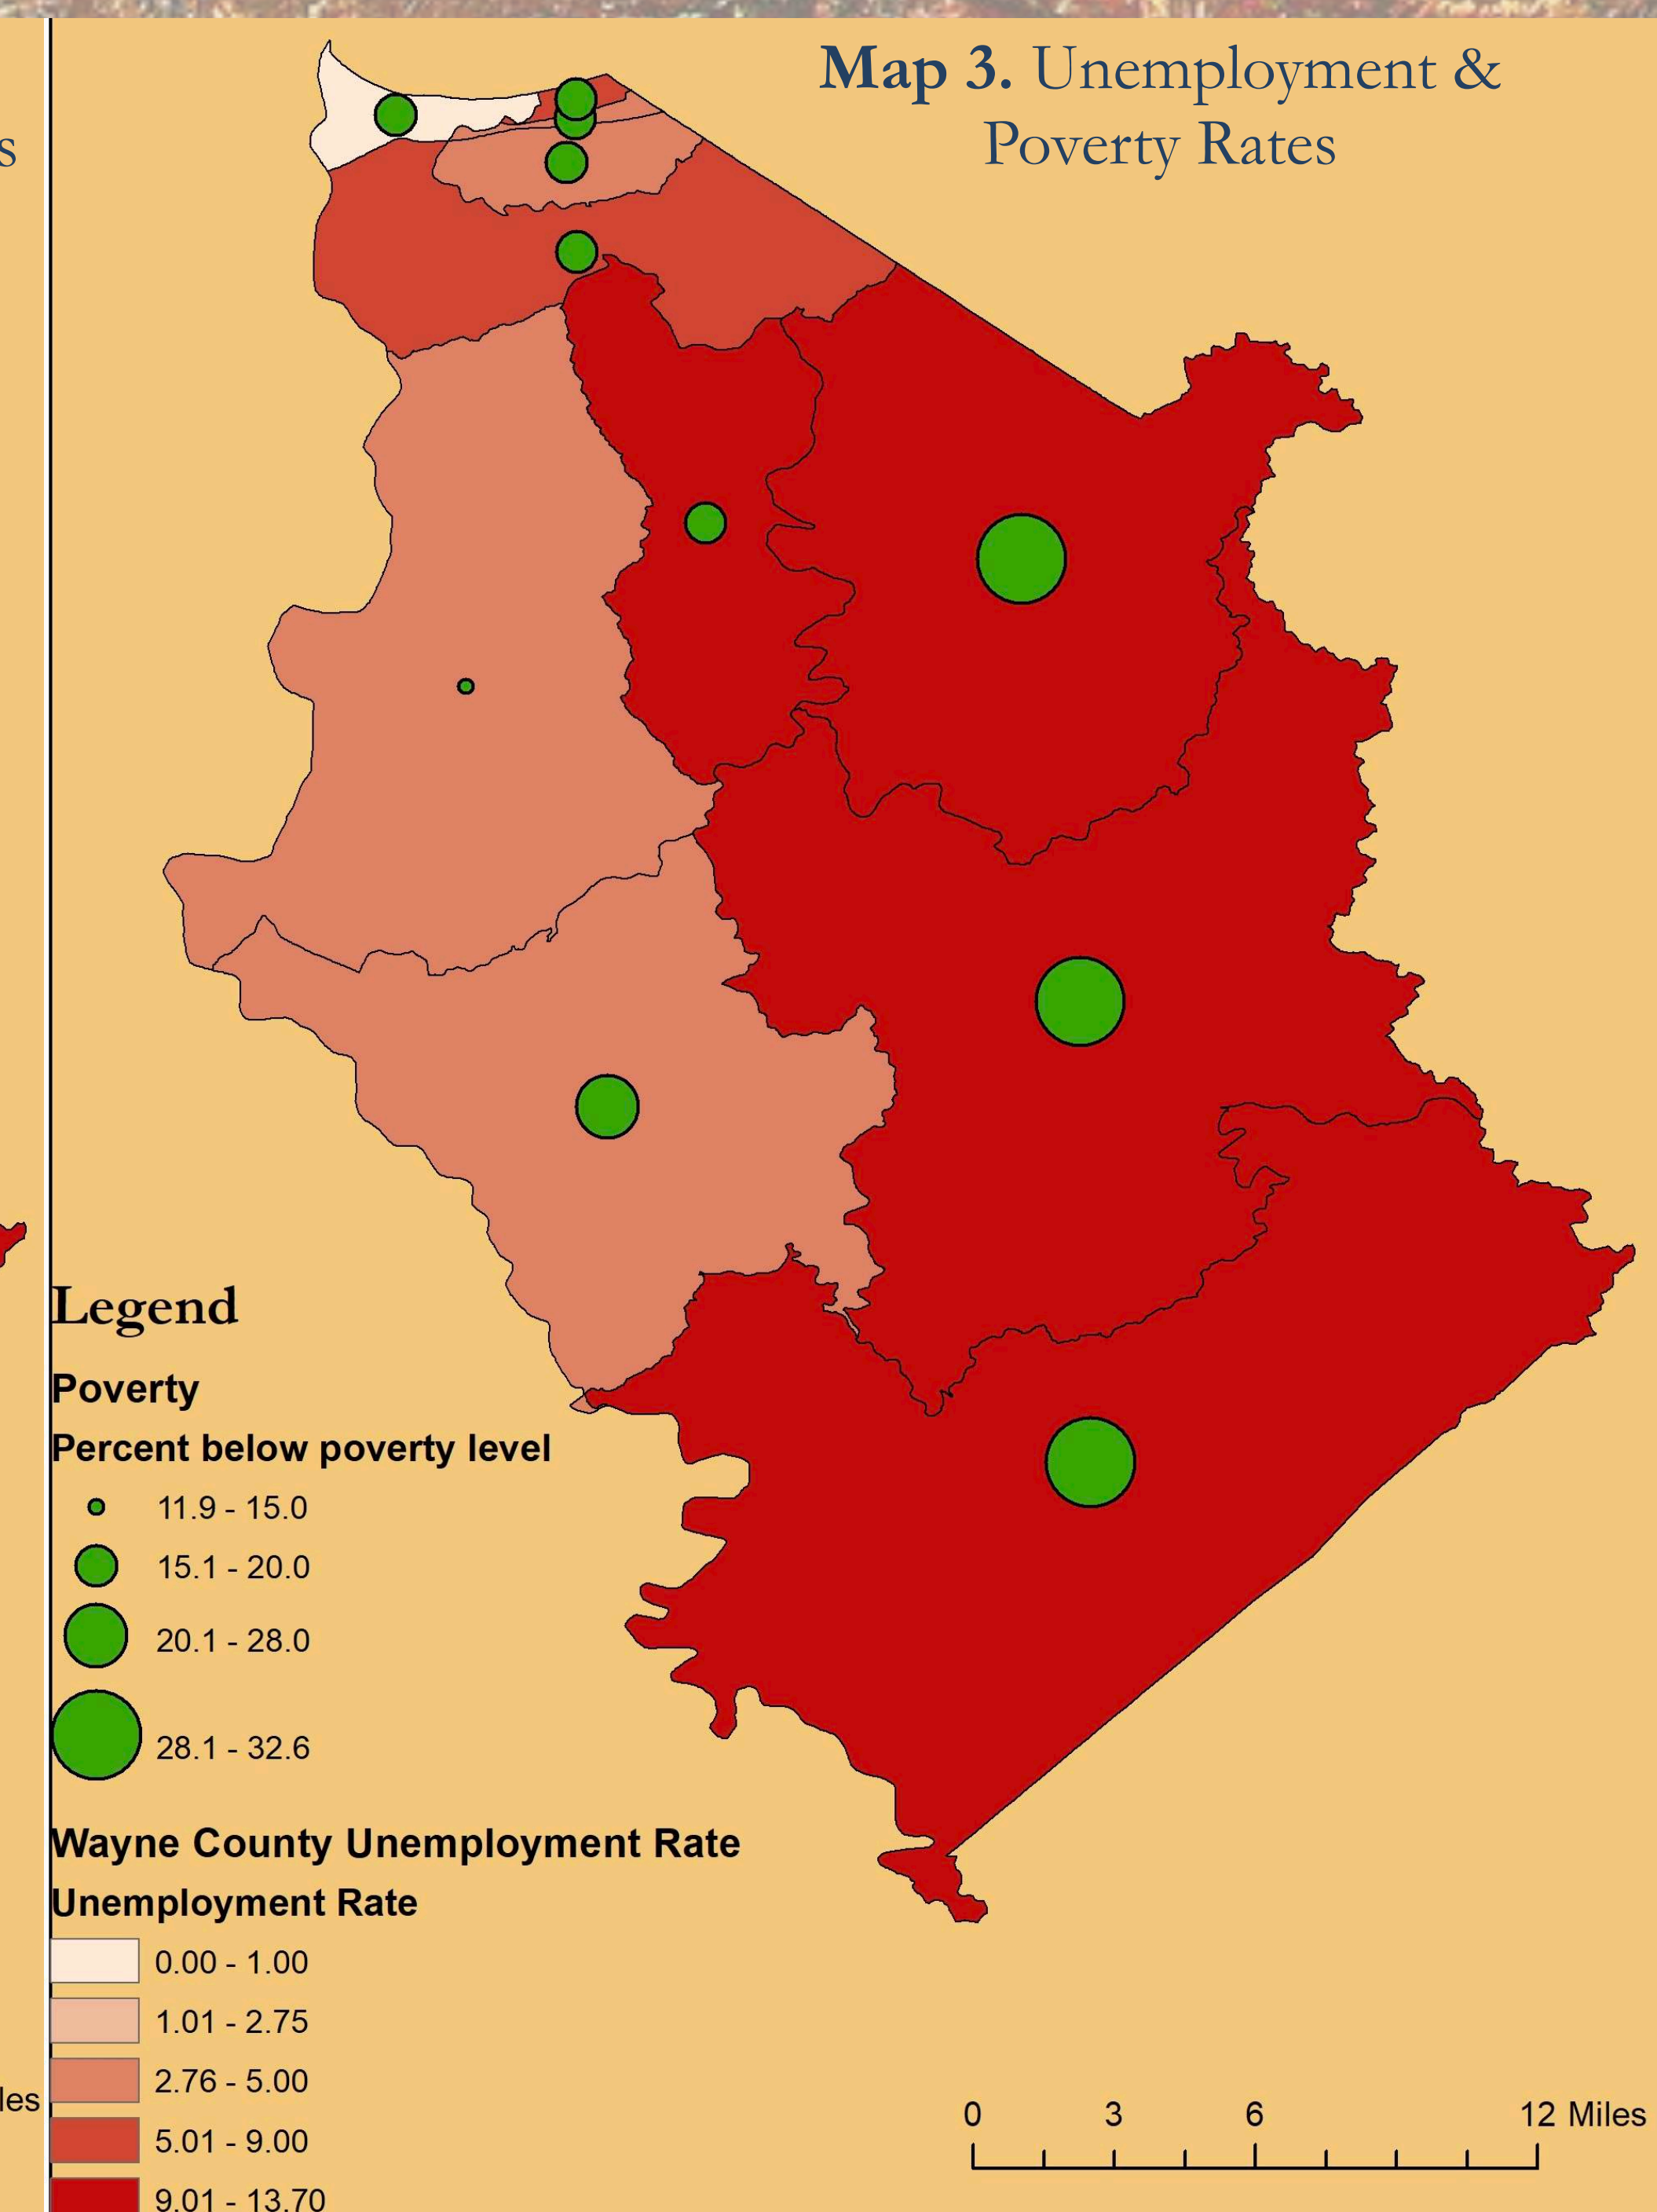 Map 3. Unemployment &
Poverty Rates
s
Legend
Poverty
Percent below poverty level
11.9 - 15.0
15.1 - 20.0
20.1 - 28.0
28.1 - 32.6
Wayne County Unemployment Rate
Unemployment Rate
0.00 - 1.00
1.01 - 2.75
2.76 - 5.00
5.01 - 9.00
9.01 - 13.70
les
0 3 6 12 Miles